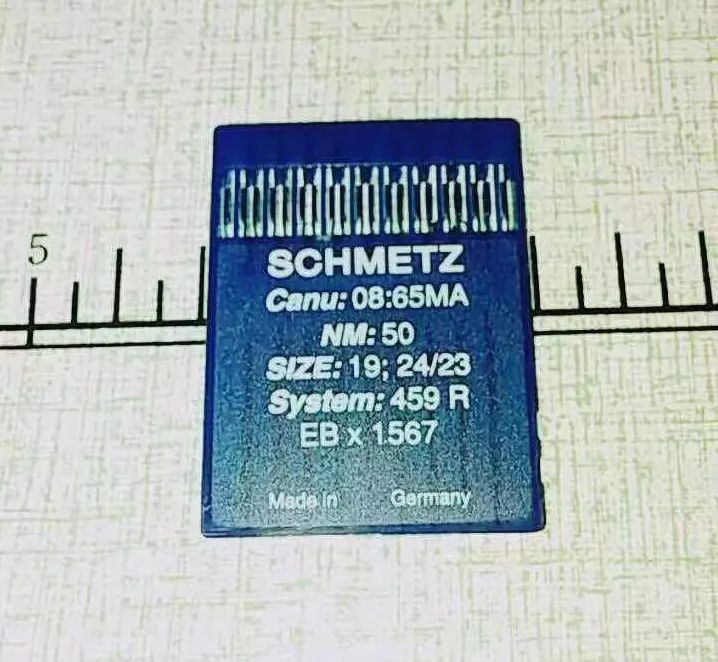 5
SCHMETZ
Canu: 08:65MA
NM: 50
SIZE: 19; 24/23
System: 459 R
EB x 1567
Made in Germany